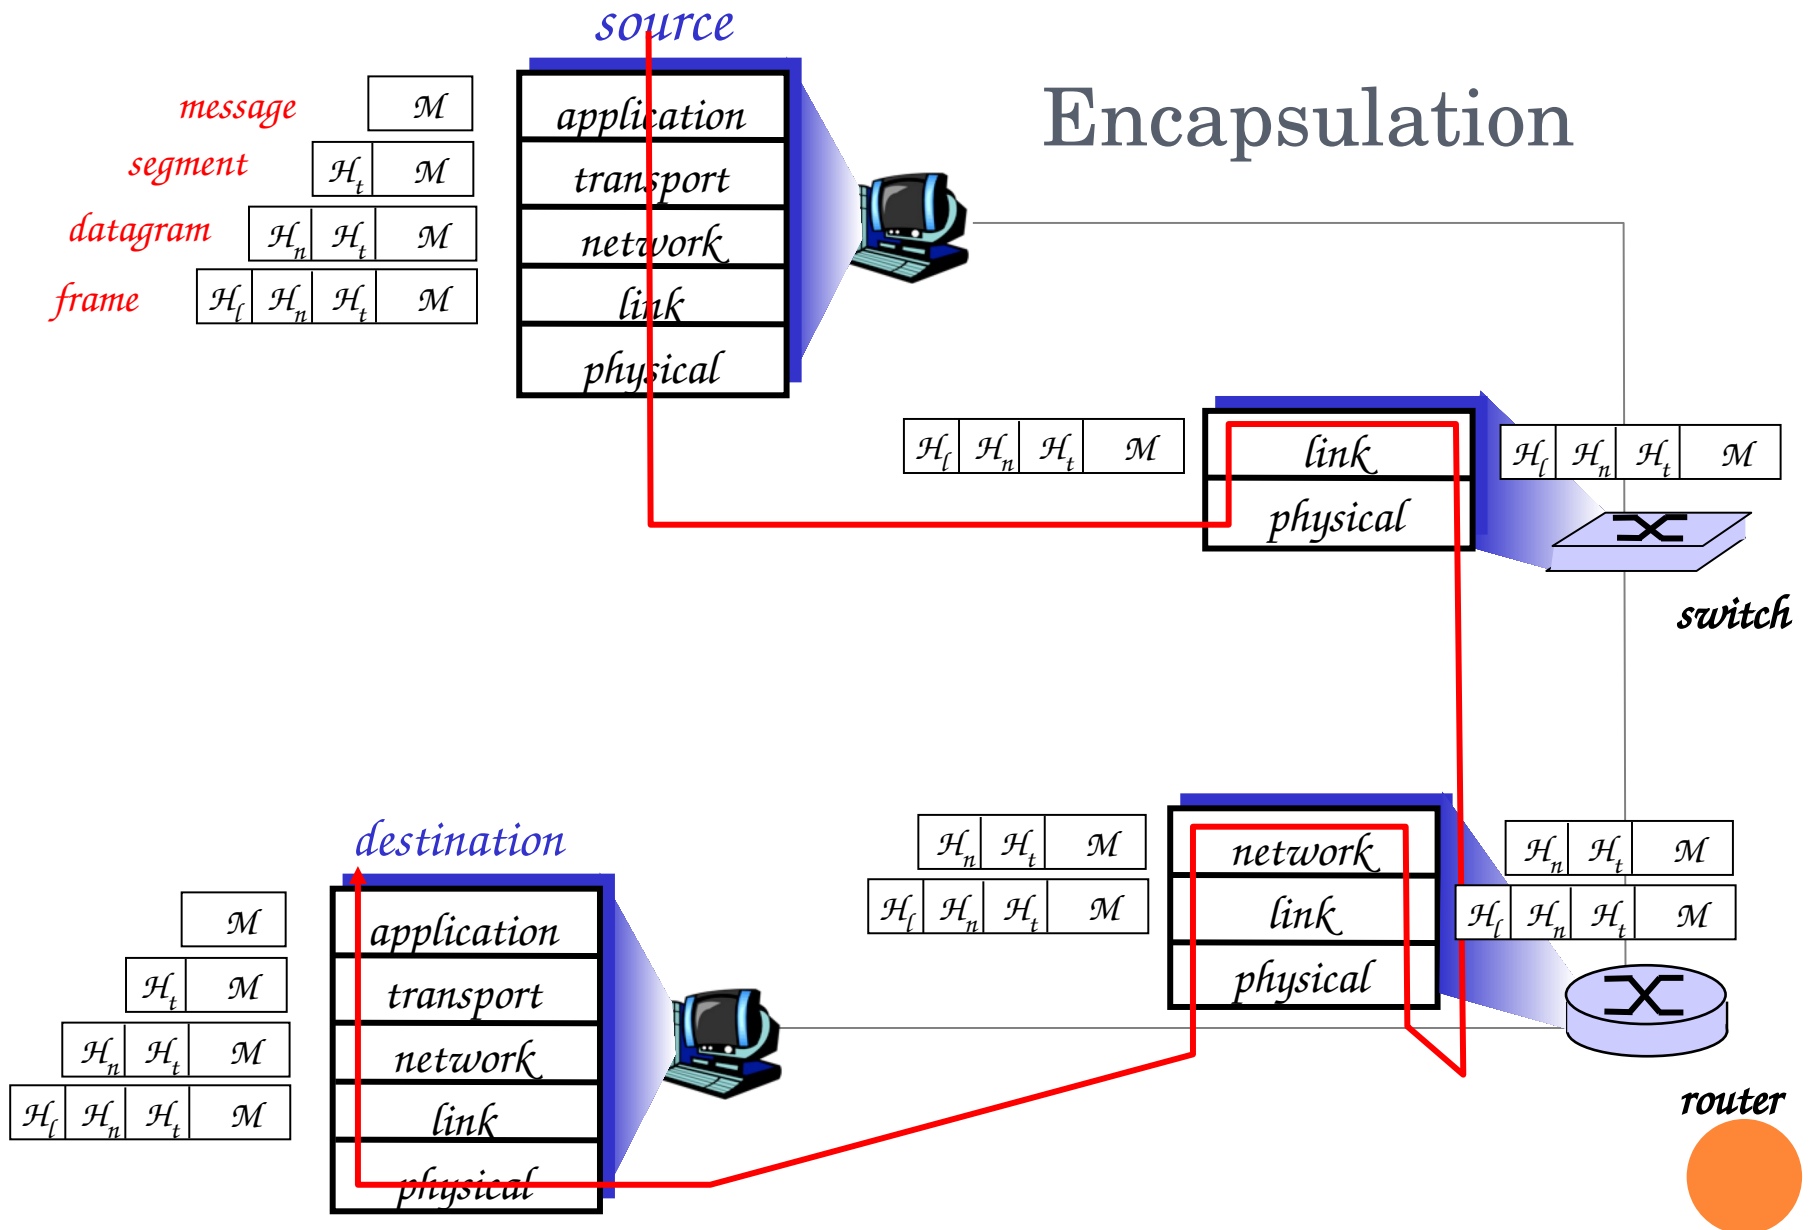 source
Encapsulation
message M application
segment Ht M transport
datagram Hn Ht M network
frame Hl Hn Ht M link
physical
Hl Hn Ht M link Hl Hn Ht M
physical
switch
destination
Hn Ht M network Hn Ht M
Hl Hn Ht M link Hl Hn Ht M
physical
M application
Ht M transport
Hn Ht M network
Hl Hn Ht M link
physical
router